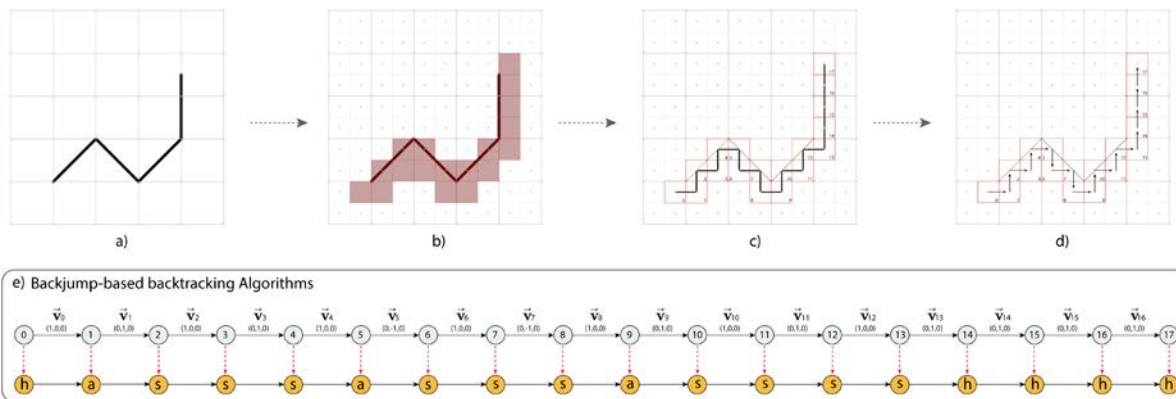 a)
b)
c)
d)
e) Backjump-based backtracking Algorithms
v0 v1 v2 v3 v4 v5 v6 v7 v8 v9 v10 v11 v12 v13 v14 v15 v16
(1,0,0) (0,1,0) (1,0,0) (0,1,0) (1,0,0) (0,-1,0) (1,0,0) (0,-1,0) (1,0,0) (0,1,0) (1,0,0) (0,1,0) (1,0,0) (0,1,0) (0,1,0) (0,1,0) (0,1,0)
0 1 2 3 4 5 6 7 8 9 10 11 12 13 14 15 16 17
h a s s s a s s s a s s s s h h h h